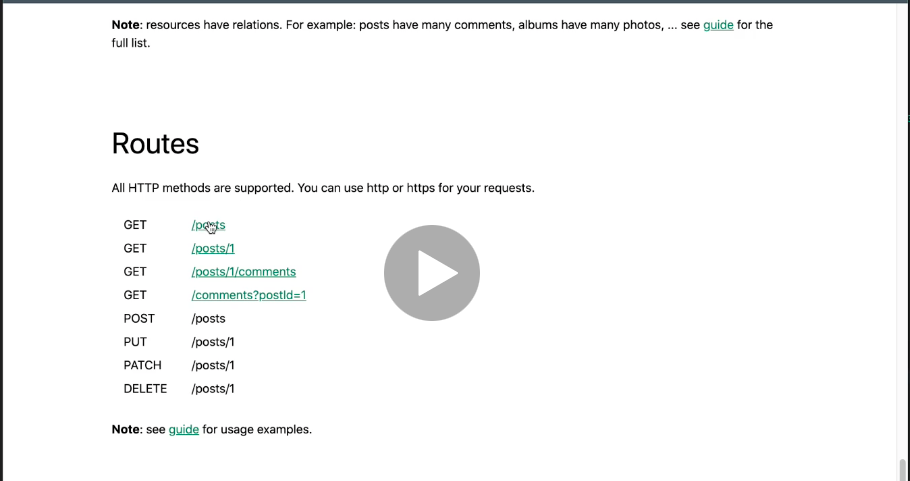 Note: resources have relations. For example: posts have many comments, albums have many photos, ... see guide for the
full list.
Routes
All HTTP methods are supported. You can use http or https for your requests.
GET /posts
GET /posts/1
GET /posts/1/comments
GET /comments?postId=1
POST /posts
PUT /posts/1
PATCH /posts/1
DELETE /posts/1
Note: see guide for usage examples.